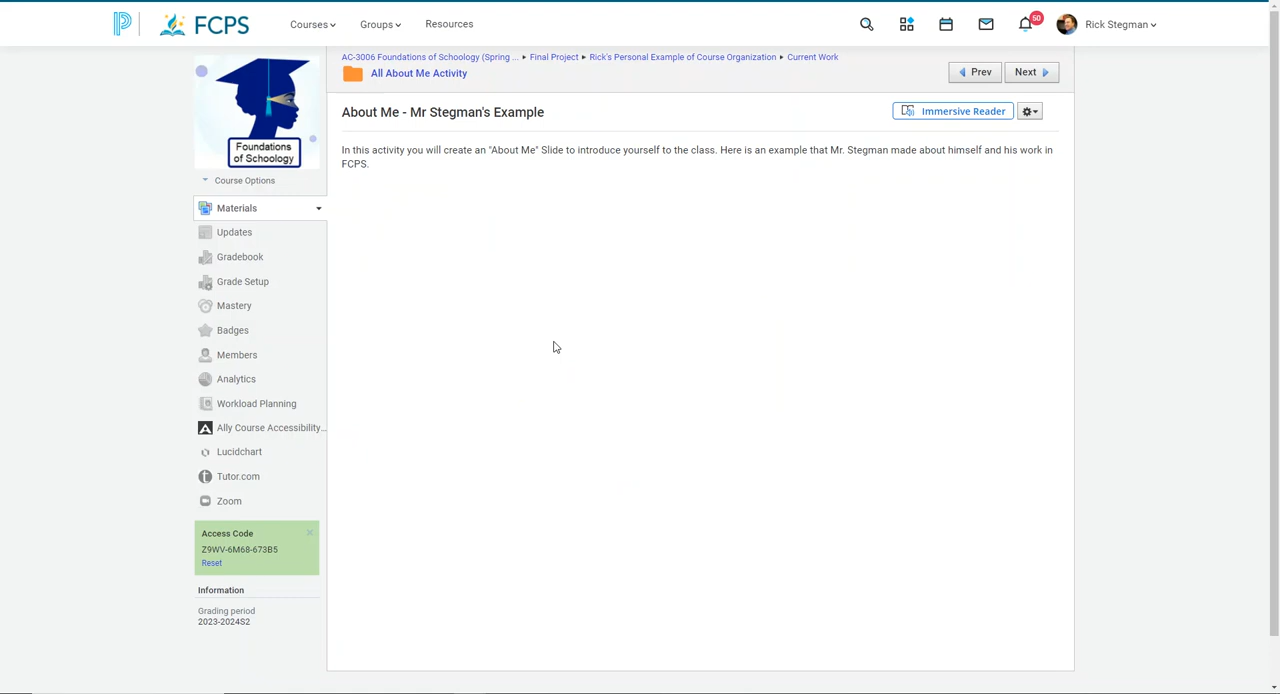 FCPS
Courses
Groups
Resources
50
Rick Stegman
AC-3006 Foundations of Schoology (Spring ... ▸ Final Project ▸ Rick's Personal Example of Course Organization ▸ Current Work
All About Me Activity
Prev
Next
Foundations
of Schoology
Course Options
About Me - Mr Stegman's Example
Immersive Reader
In this activity you will create an "About Me" Slide to introduce yourself to the class. Here is an example that Mr. Stegman made about himself and his work in
FCPS.
Materials
Updates
Gradebook
Grade Setup
Mastery
Badges
Members
Analytics
Workload Planning
Ally Course Accessibility...
Lucidchart
Tutor.com
Zoom
Access Code
Z9WV-6M68-673B5
Reset
Information
Grading period
2023-2024S2